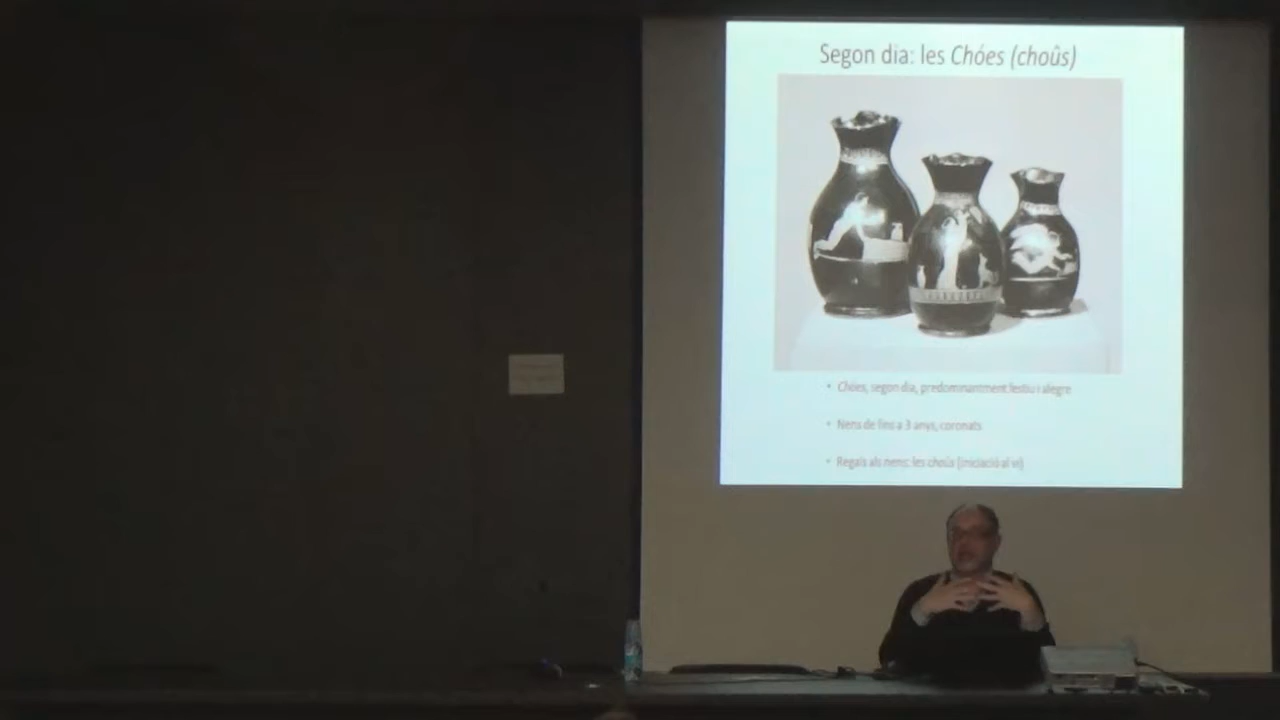 Segon dia: les Chóes (choûs)
• Chóes, segon dia, predominantment festiu i alegre
• Nens de fins a 3 anys, coronats
• Regals als nens: les choûs (iniciació al vi)